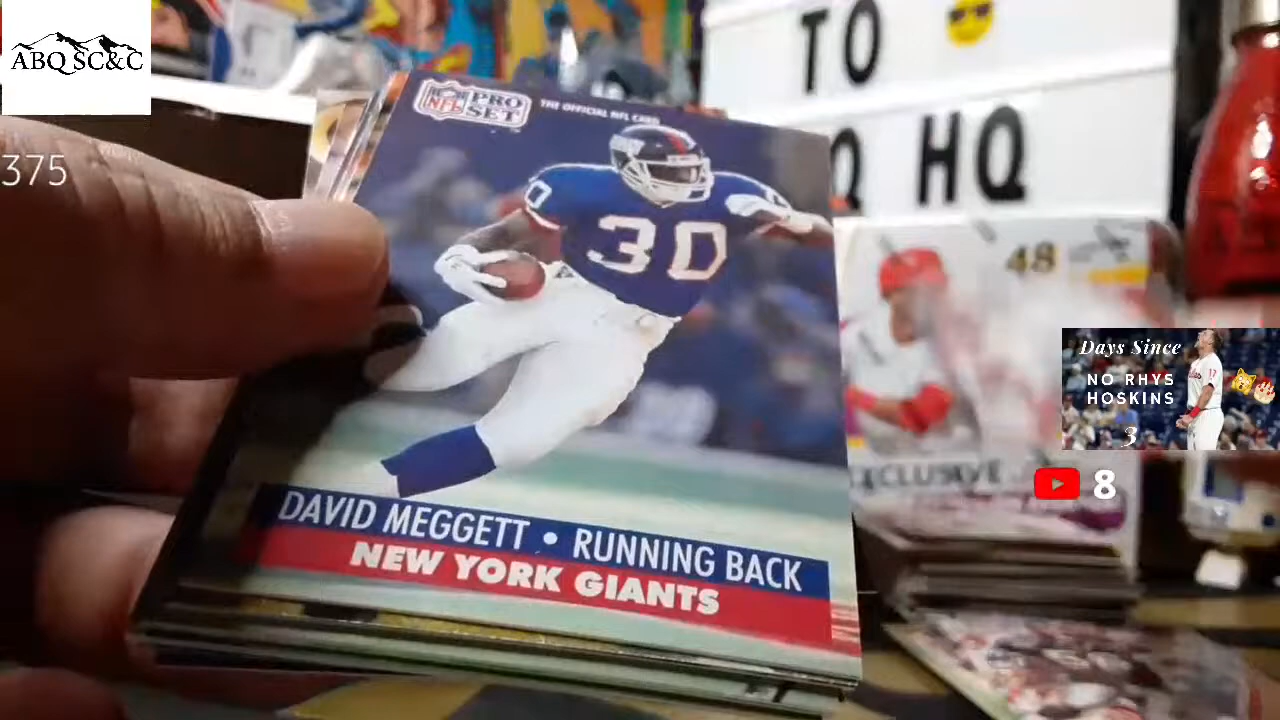 ABQ SC&C
375
TO
Q HQ
NFL PRO SET
THE OFFICIAL NFL CARD
30
30
DAVID MEGGETT • RUNNING BACK
NEW YORK GIANTS
48
Days Since
NO RHYS
HOSKINS
3
8